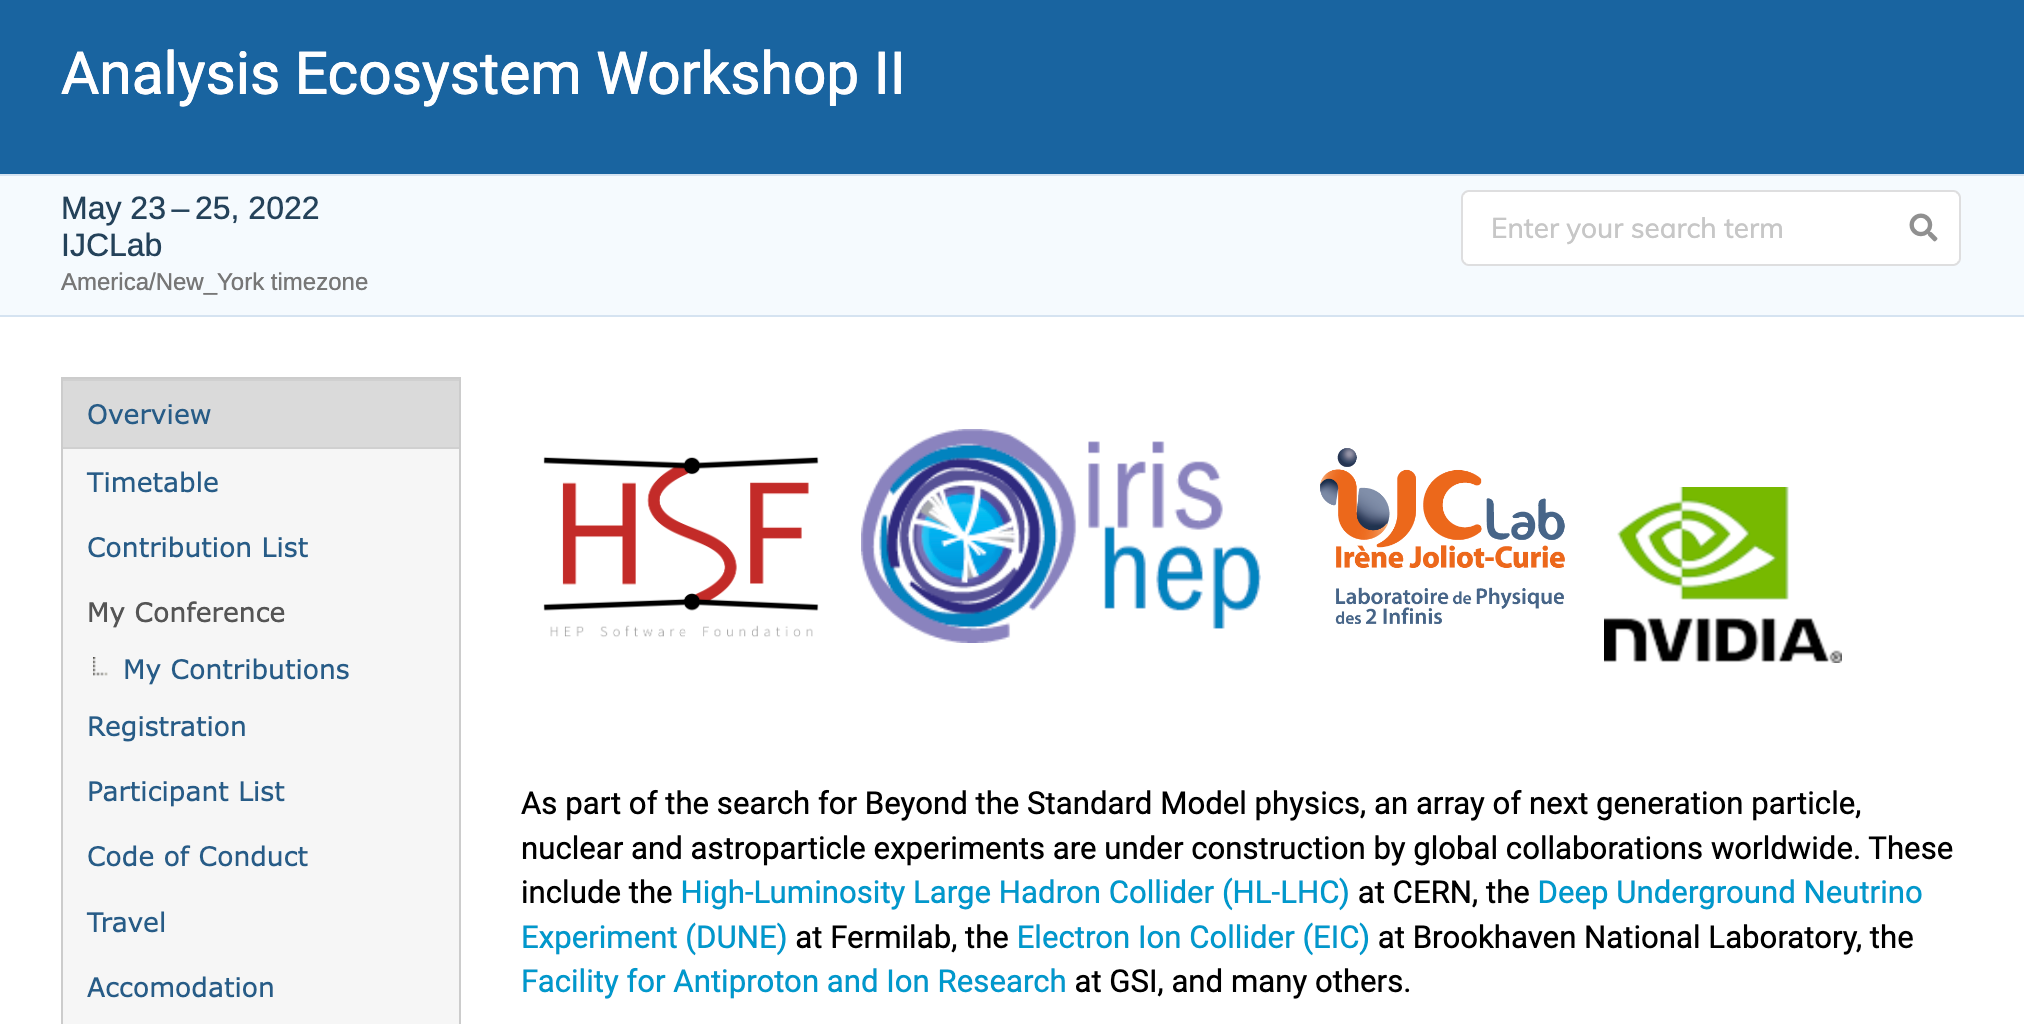 Analysis Ecosystem Workshop II
May 23 – 25, 2022
IJCLab
America/New_York timezone
Enter your search term
Overview
Timetable
Contribution List
My Conference
My Contributions
Registration
Participant List
Code of Conduct
Travel
Accomodation
HSF
HEP Software Foundation
iris
hep
iJCLab
Irène Joliot-Curie
Laboratoire de Physique
des 2 Infinis
NVIDIA®
As part of the search for Beyond the Standard Model physics, an array of next generation particle,
nuclear and astroparticle experiments are under construction by global collaborations worldwide. These
include the High-Luminosity Large Hadron Collider (HL-LHC) at CERN, the Deep Underground Neutrino
Experiment (DUNE) at Fermilab, the Electron Ion Collider (EIC) at Brookhaven National Laboratory, the
Facility for Antiproton and Ion Research at GSI, and many others.